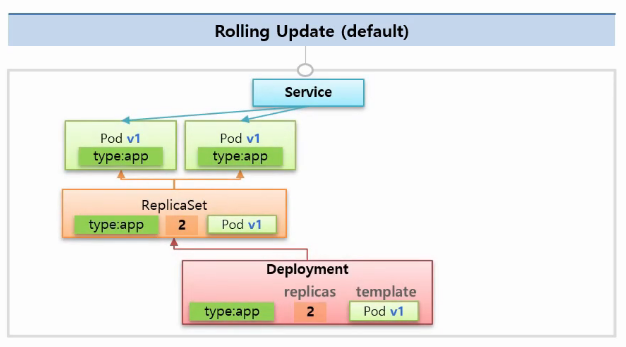 Rolling Update (default)
Service
Pod v1
type:app
Pod v1
type:app
ReplicaSet
type:app 2 Pod v1
Deployment
replicas template
type:app 2 Pod v1